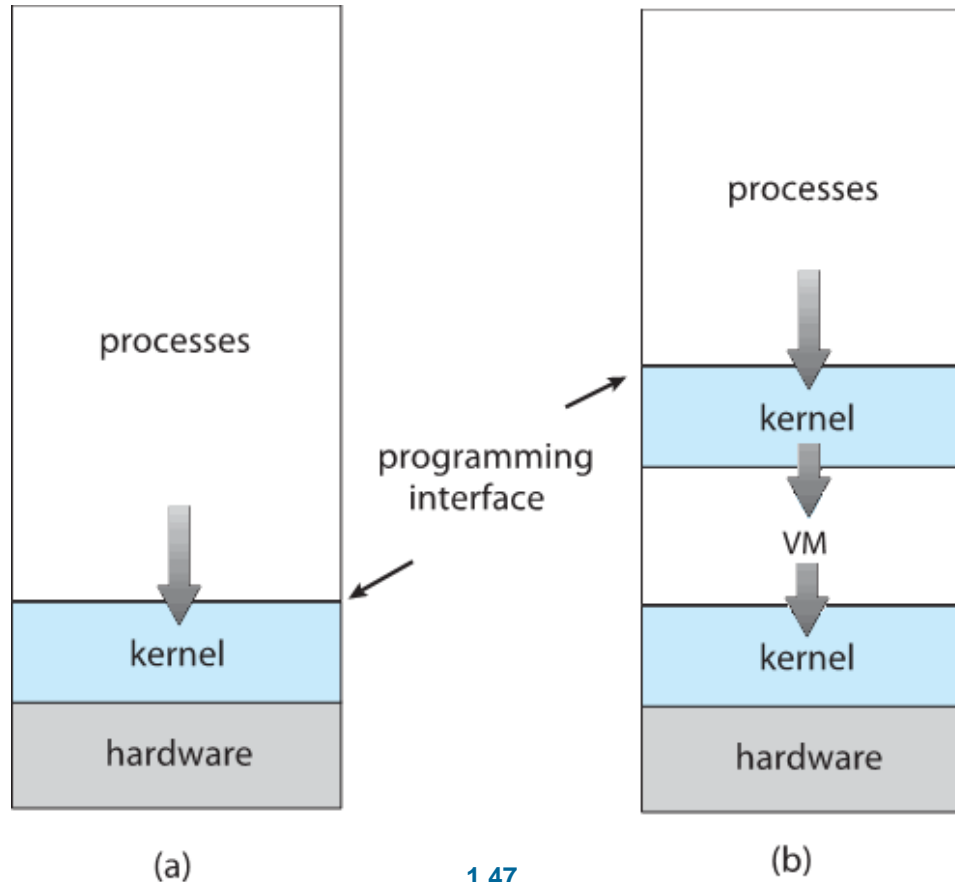 processes
kernel
hardware
(a)
programming
interface
processes
kernel
VM
kernel
hardware
(b)
1.47